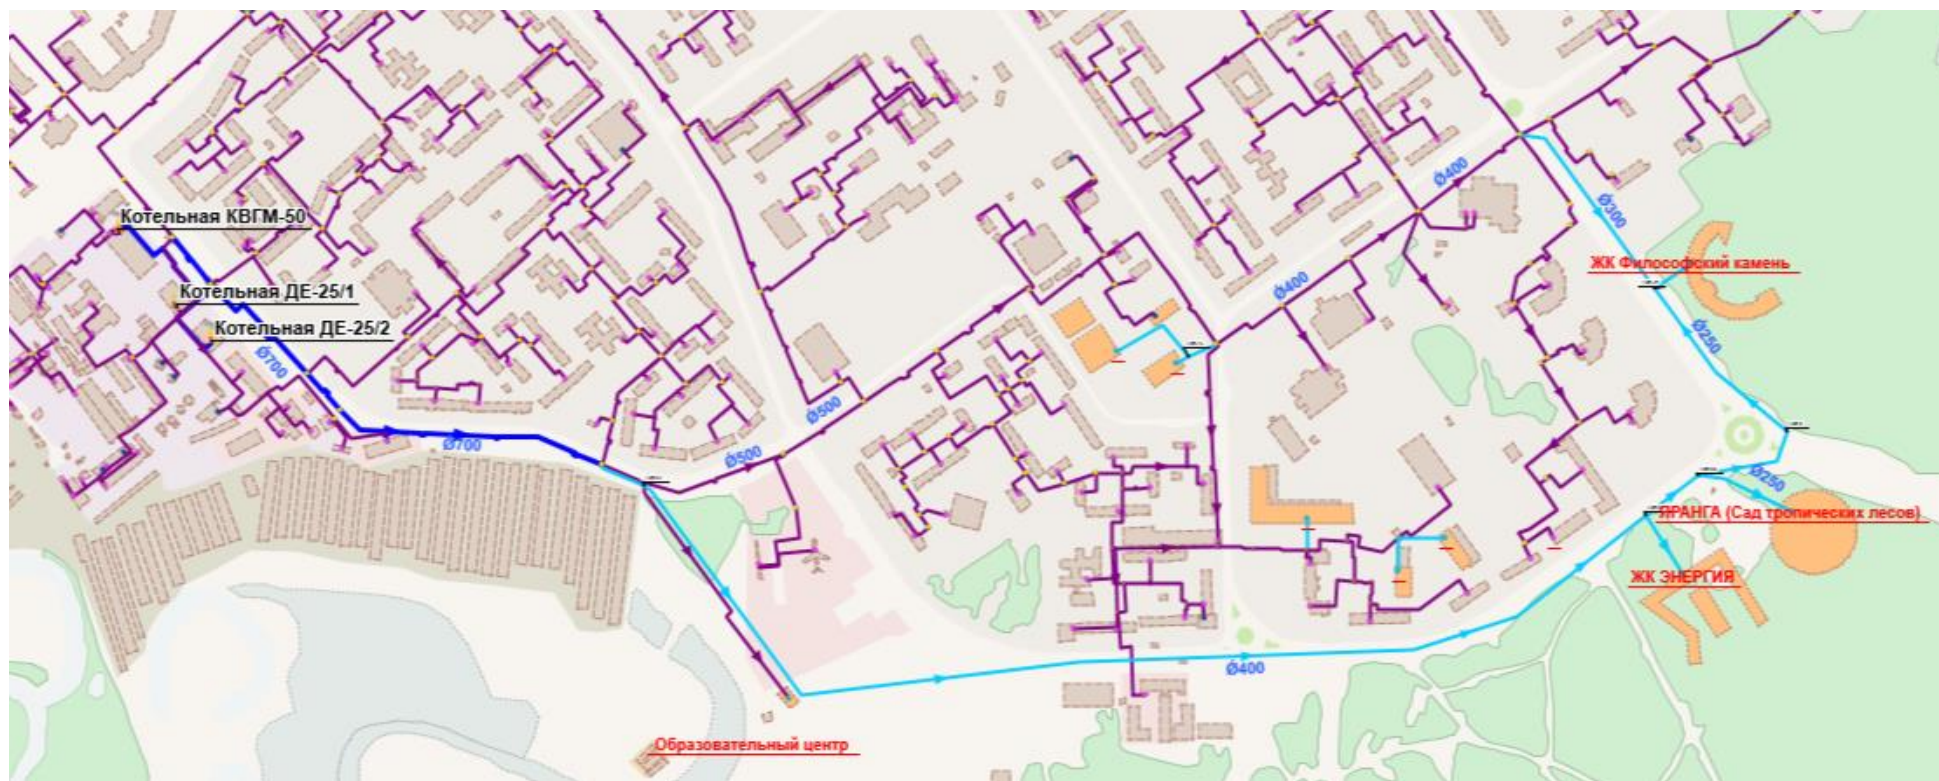 Ø400
Котельная КВГМ-50
Ø300
ЖК Философский камень
Котельная ДЕ-25/1
Ø400
Котельная ДЕ-25/2
Ø250
Ø700
Ø500
Ø700
Ø500
Ø250
ЯРАНГА (Сад тропических лесов)
ЖК ЭНЕРГИЯ
Ø400
Образовательный центр